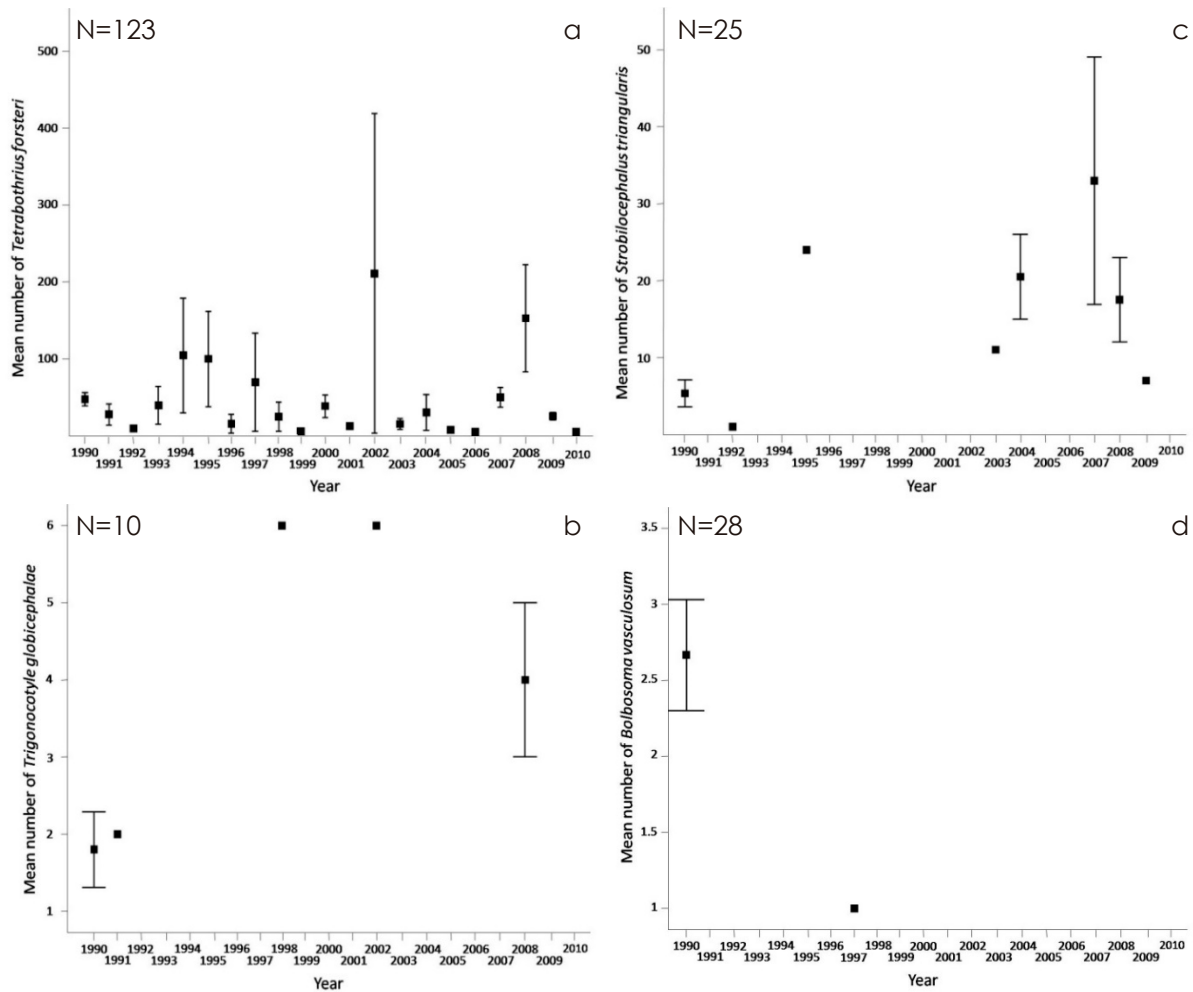 N=123
a
500
400
300
200
100
Mean number of Tetrabothrius forsteri
1990 1992 1994 1996 1998 2000 2002 2004 2006 2008 2010
1991 1993 1995 1997 1999 2001 2003 2005 2007 2009
Year
N=25
c
50
40
30
20
10
Mean number of Strobilocephalus triangularis
1990 1992 1994 1996 1998 2000 2002 2004 2006 2008 2010
1991 1993 1995 1997 1999 2001 2003 2005 2007 2009
Year
N=10
b
6
5
4
3
2
1
Mean number of Trigonocotyle globicephalae
1990 1992 1994 1996 1998 2000 2002 2004 2006 2008 2010
1991 1993 1995 1997 1999 2001 2003 2005 2007 2009
Year
N=28
d
3.5
3
2.5
2
1.5
1
Mean number of Bolbosoma vasculosum
1990 1992 1994 1996 1998 2000 2002 2004 2006 2008 2010
1991 1993 1995 1997 1999 2001 2003 2005 2007 2009
Year